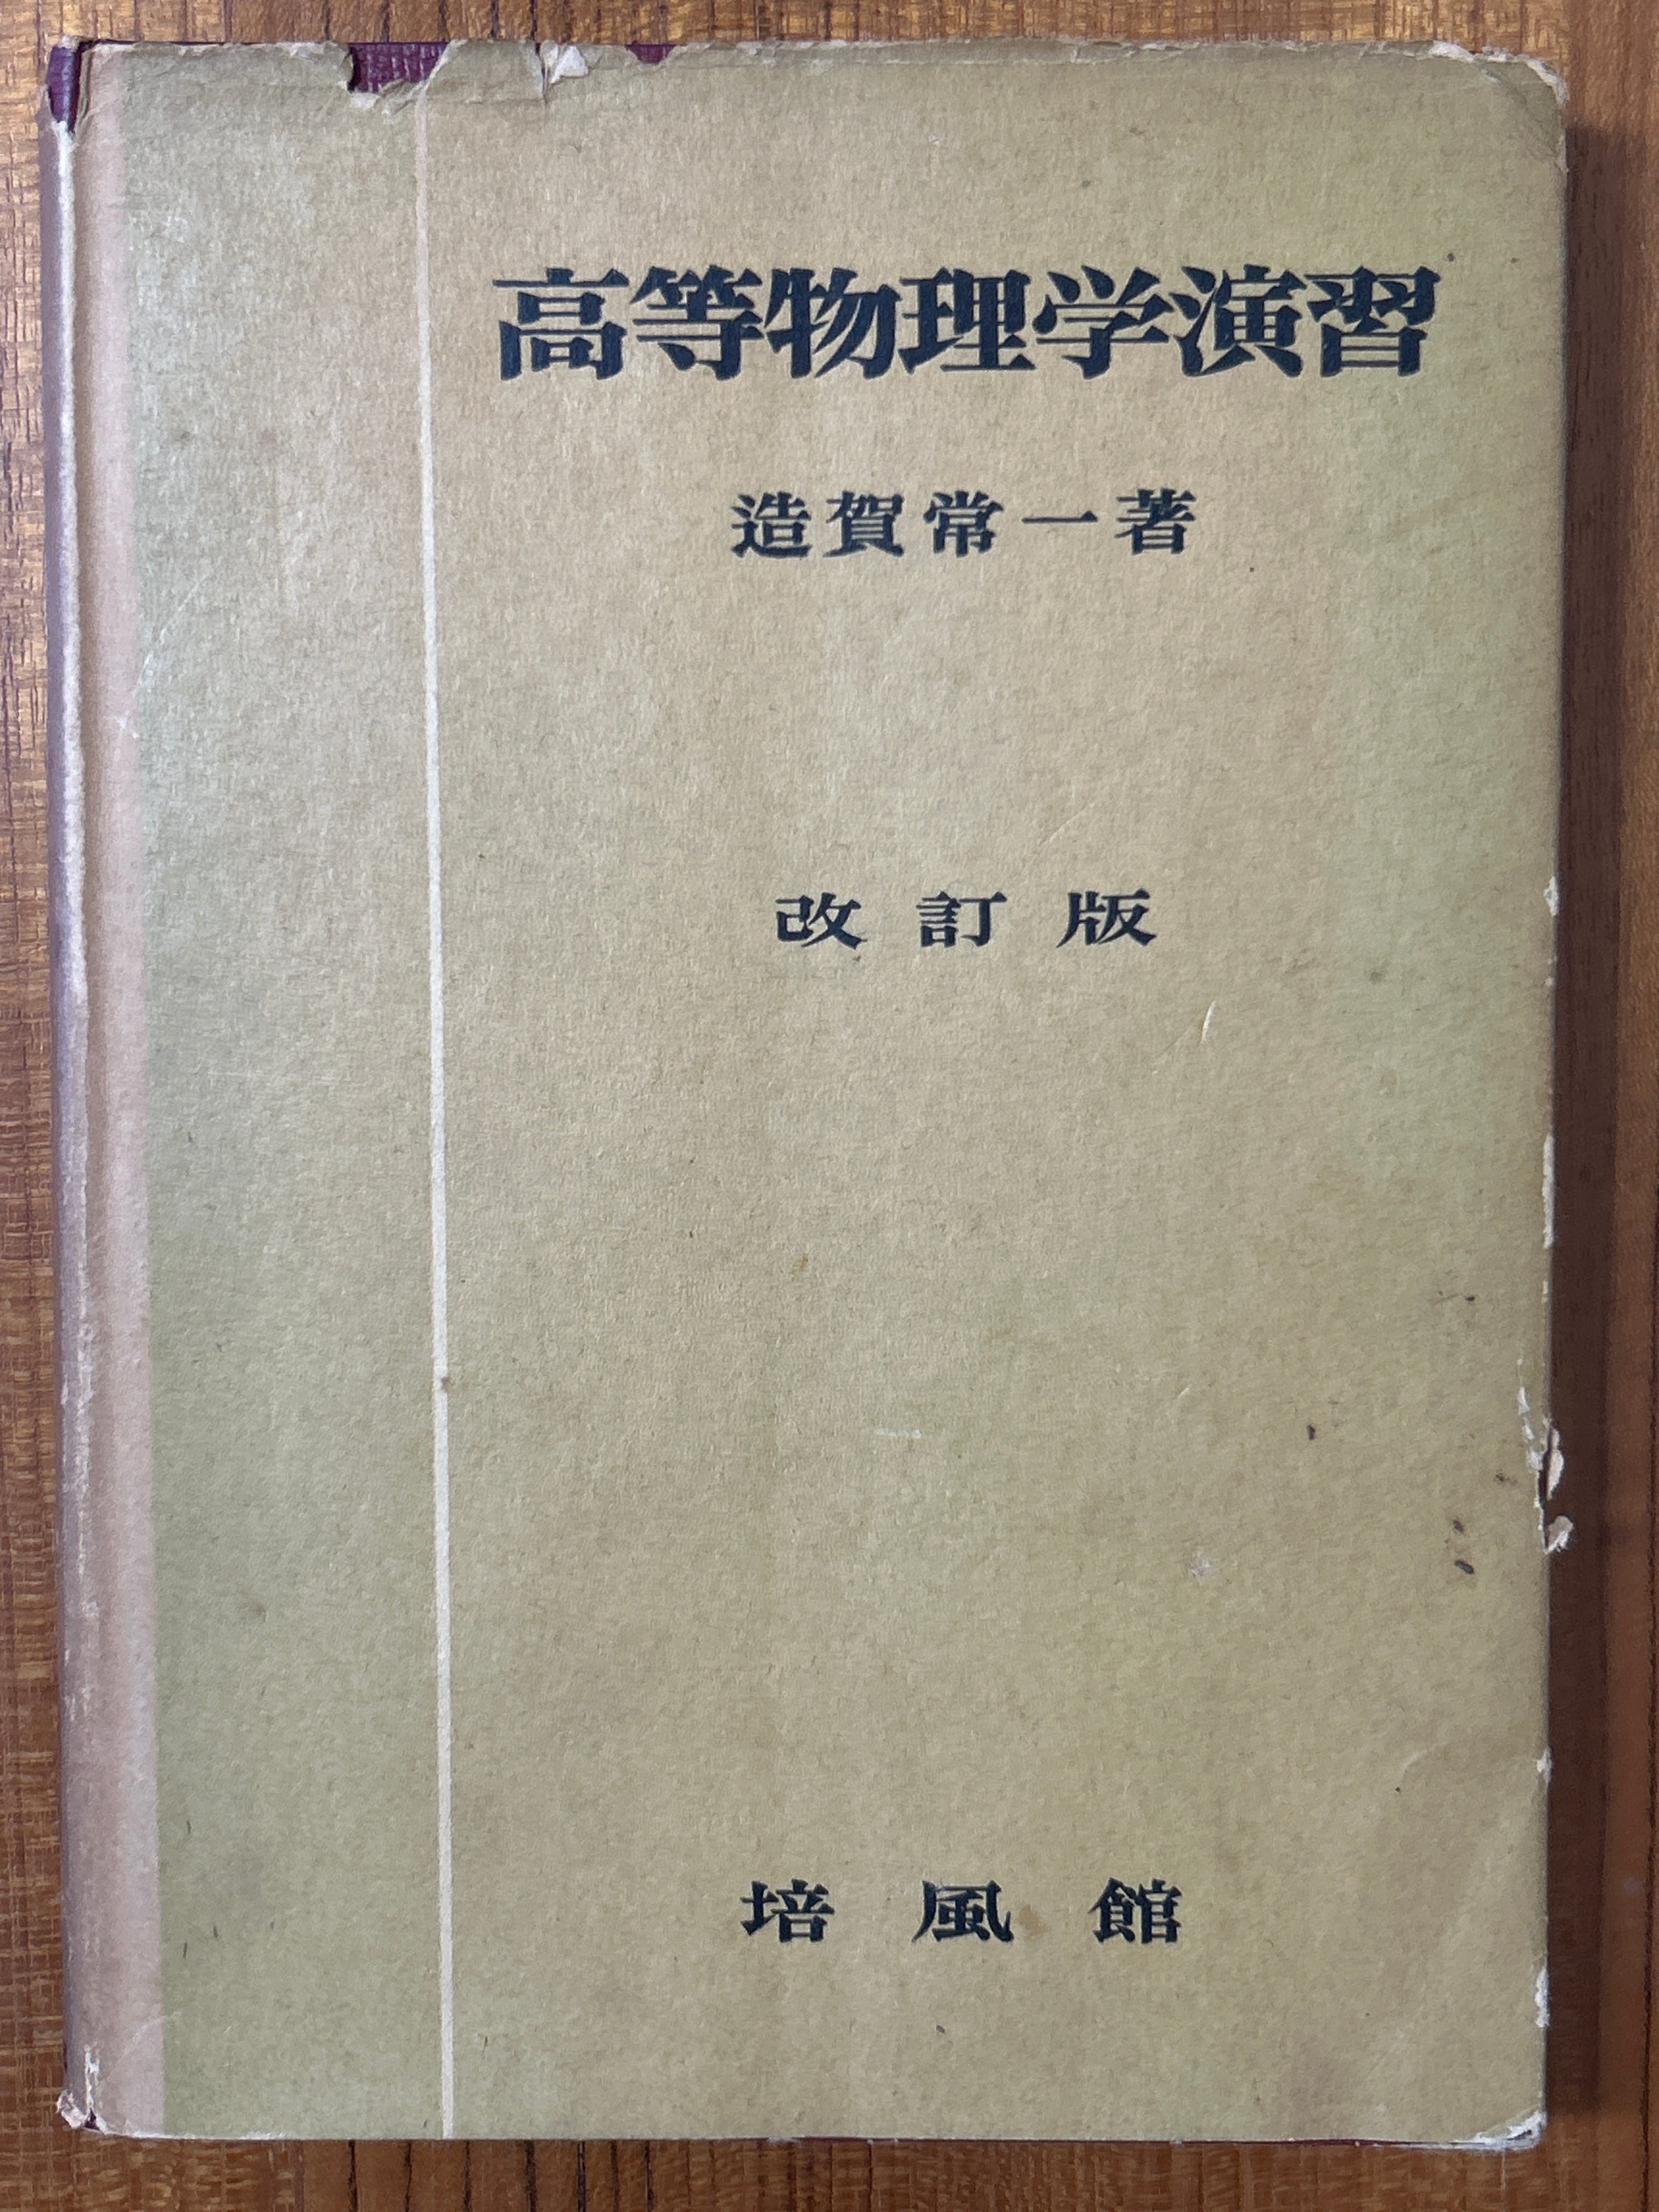 高等物理学演習
造賀常一著
改訂版
培風館